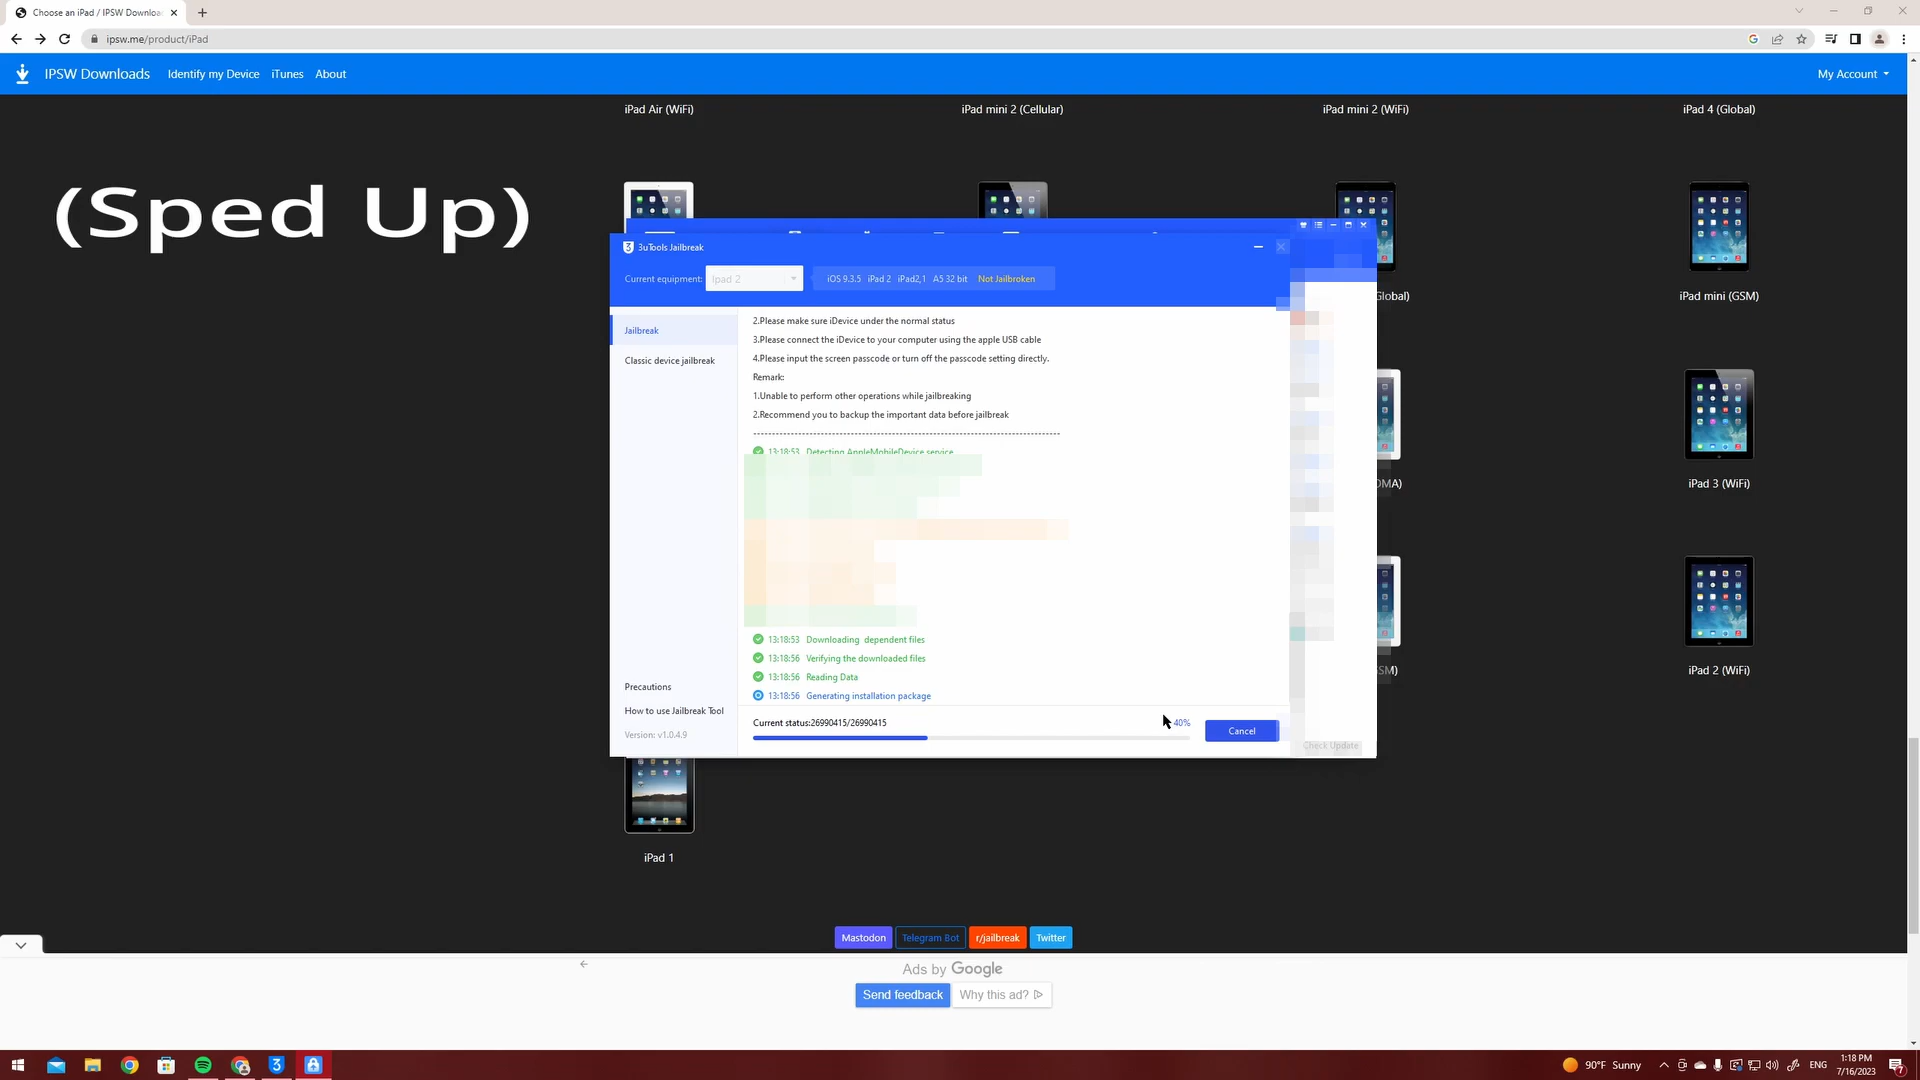 Choose an iPad / IPSW Downloa
ipsw.me/product/iPad
IPSW Downloads Identify my Device iTunes About My Account
iPad Air (WiFi) iPad mini 2 (Cellular) iPad mini 2 (WiFi) iPad 4 (Global)
(Sped Up)
3uTools Jailbreak
Current equipment: Ipad 2 iOS 9.3.5 iPad 2 iPad2,1 A5 32 bit Not Jailbroken
Global) iPad mini (GSM)
Jailbreak
Classic device jailbreak
2.Please make sure iDevice under the normal status
3.Please connect the iDevice to your computer using the apple USB cable
4.Please input the screen passcode or turn off the passcode setting directly.
Remark:
1.Unable to perform other operations while jailbreaking
2.Recommend you to backup the important data before jailbreak
--------------------------------------------------------------------------------
13:18:53 Detecting AppleMobileDevice service
DMA) iPad 3 (WiFi)
13:18:53 Downloading dependent files
13:18:56 Verifying the downloaded files
13:18:56 Reading Data
13:18:56 Generating installation package
SM) iPad 2 (WiFi)
Precautions
How to use Jailbreak Tool
Version: v1.0.4.9
Current status:26990415/26990415 40% Cancel
Check Update
iPad 1
Mastodon Telegram Bot r/jailbreak Twitter
Ads by Google
Send feedback Why this ad?
90°F Sunny ENG 1:18 PM
7/16/2023